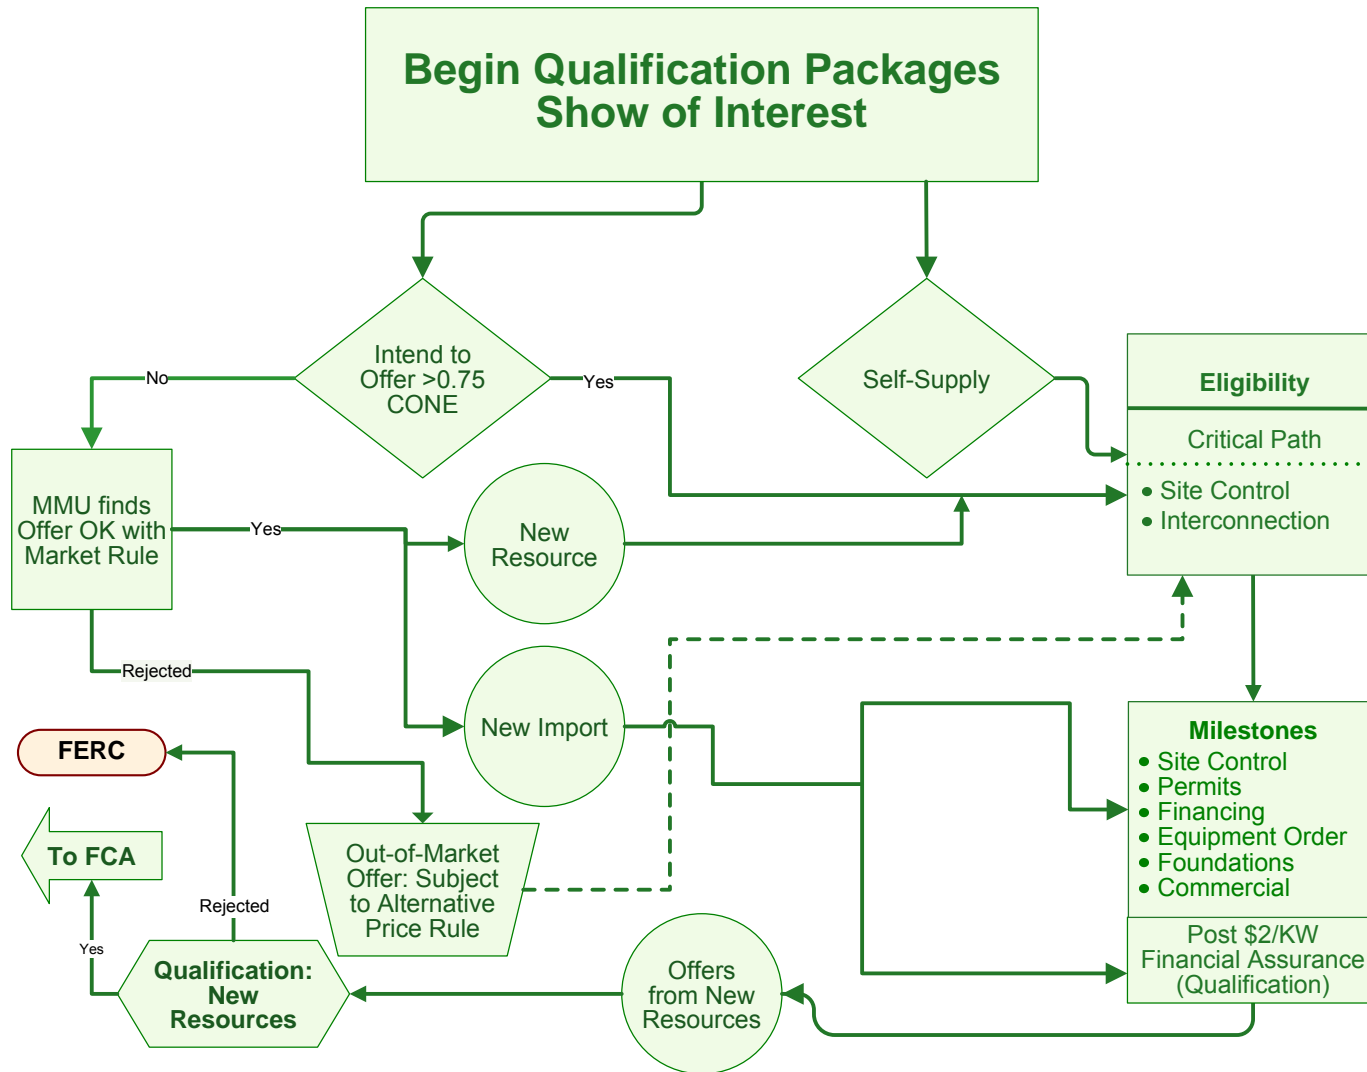 Begin Qualification Packages
Show of Interest
Intend to
Offer >0.75
CONE
No
Yes
Self-Supply
Eligibility
Critical Path
• Site Control
• Interconnection
MMU finds
Offer OK with
Market Rule
Yes
New
Resource
Rejected
New Import
FERC
To FCA
Out-of-Market
Offer: Subject
to Alternative
Price Rule
Milestones
• Site Control
• Permits
• Financing
• Equipment Order
• Foundations
• Commercial
Post $2/KW
Financial Assurance
(Qualification)
Rejected
Yes
Qualification:
New
Resources
Offers
from New
Resources